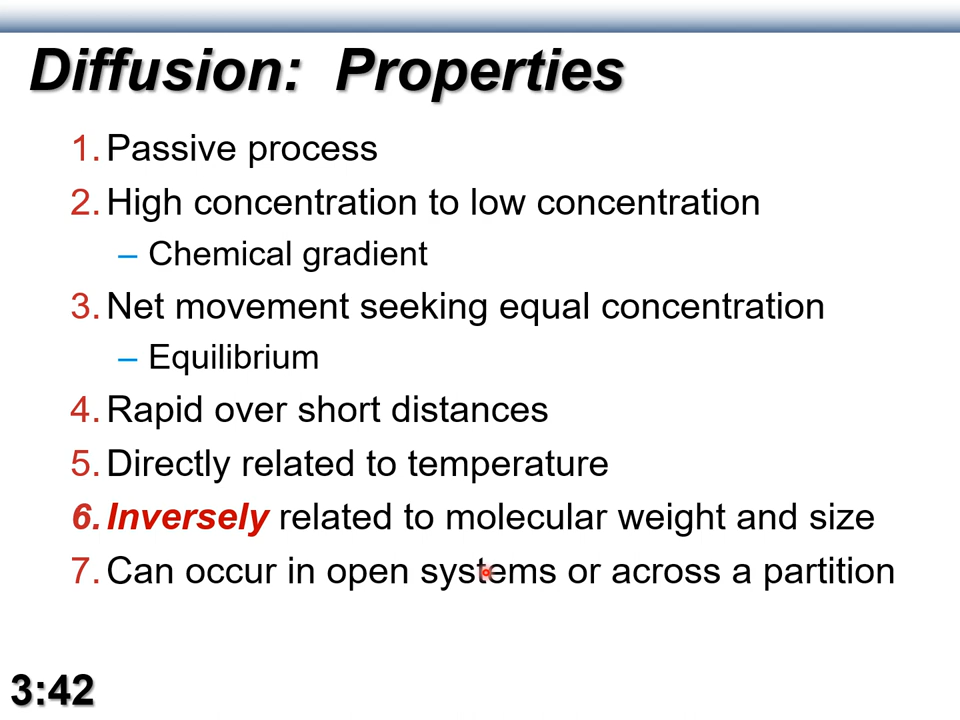 Diffusion: Properties
1. Passive process
2. High concentration to low concentration
– Chemical gradient
3. Net movement seeking equal concentration
– Equilibrium
4. Rapid over short distances
5. Directly related to temperature
6. Inversely related to molecular weight and size
7. Can occur in open systems or across a partition
3:42